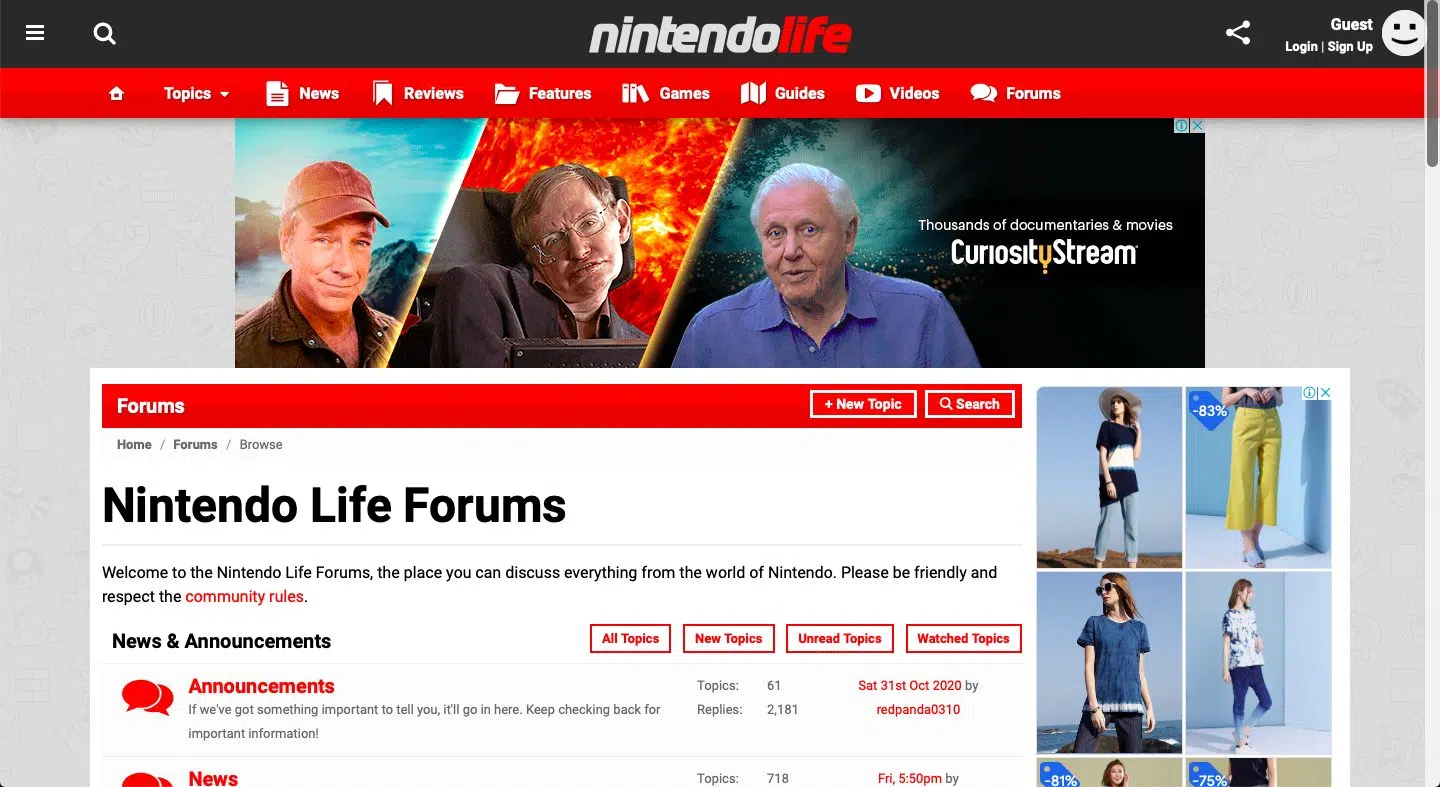 nintendolife
Guest
Login | Sign Up
Topics
News
Reviews
Features
Games
Guides
Videos
Forums
Thousands of documentaries & movies
CuriosityStream
Forums
+ New Topic
Search
Home / Forums / Browse
-83%
Nintendo Life Forums
Welcome to the Nintendo Life Forums, the place you can discuss everything from the world of Nintendo. Please be friendly and
respect the community rules.
News & Announcements
All Topics
New Topics
Unread Topics
Watched Topics
Announcements
If we've got something important to tell you, it'll go in here. Keep checking back for
important information!
Topics: 61
Replies: 2,181
Sat 31st Oct 2020 by
redpanda0310
News
Topics: 718
Fri, 5:50pm by
-81%
-75%